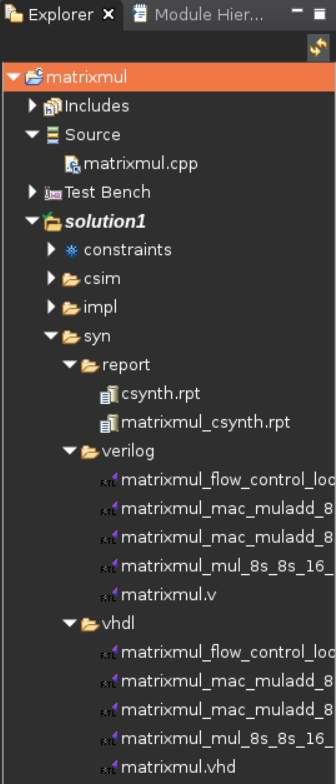 Explorer Module Hier...
matrixmul
Includes
Source
matrixmul.cpp
Test Bench
solution1
constraints
csim
impl
syn
report
csynth.rpt
matrixmul_csynth.rpt
verilog
matrixmul_flow_control_loo
matrixmul_mac_muladd_8
matrixmul_mac_muladd_8
matrixmul_mul_8s_8s_16_
matrixmul.v
vhdl
matrixmul_flow_control_loo
matrixmul_mac_muladd_8
matrixmul_mac_muladd_8
matrixmul_mul_8s_8s_16_
matrixmul.vhd